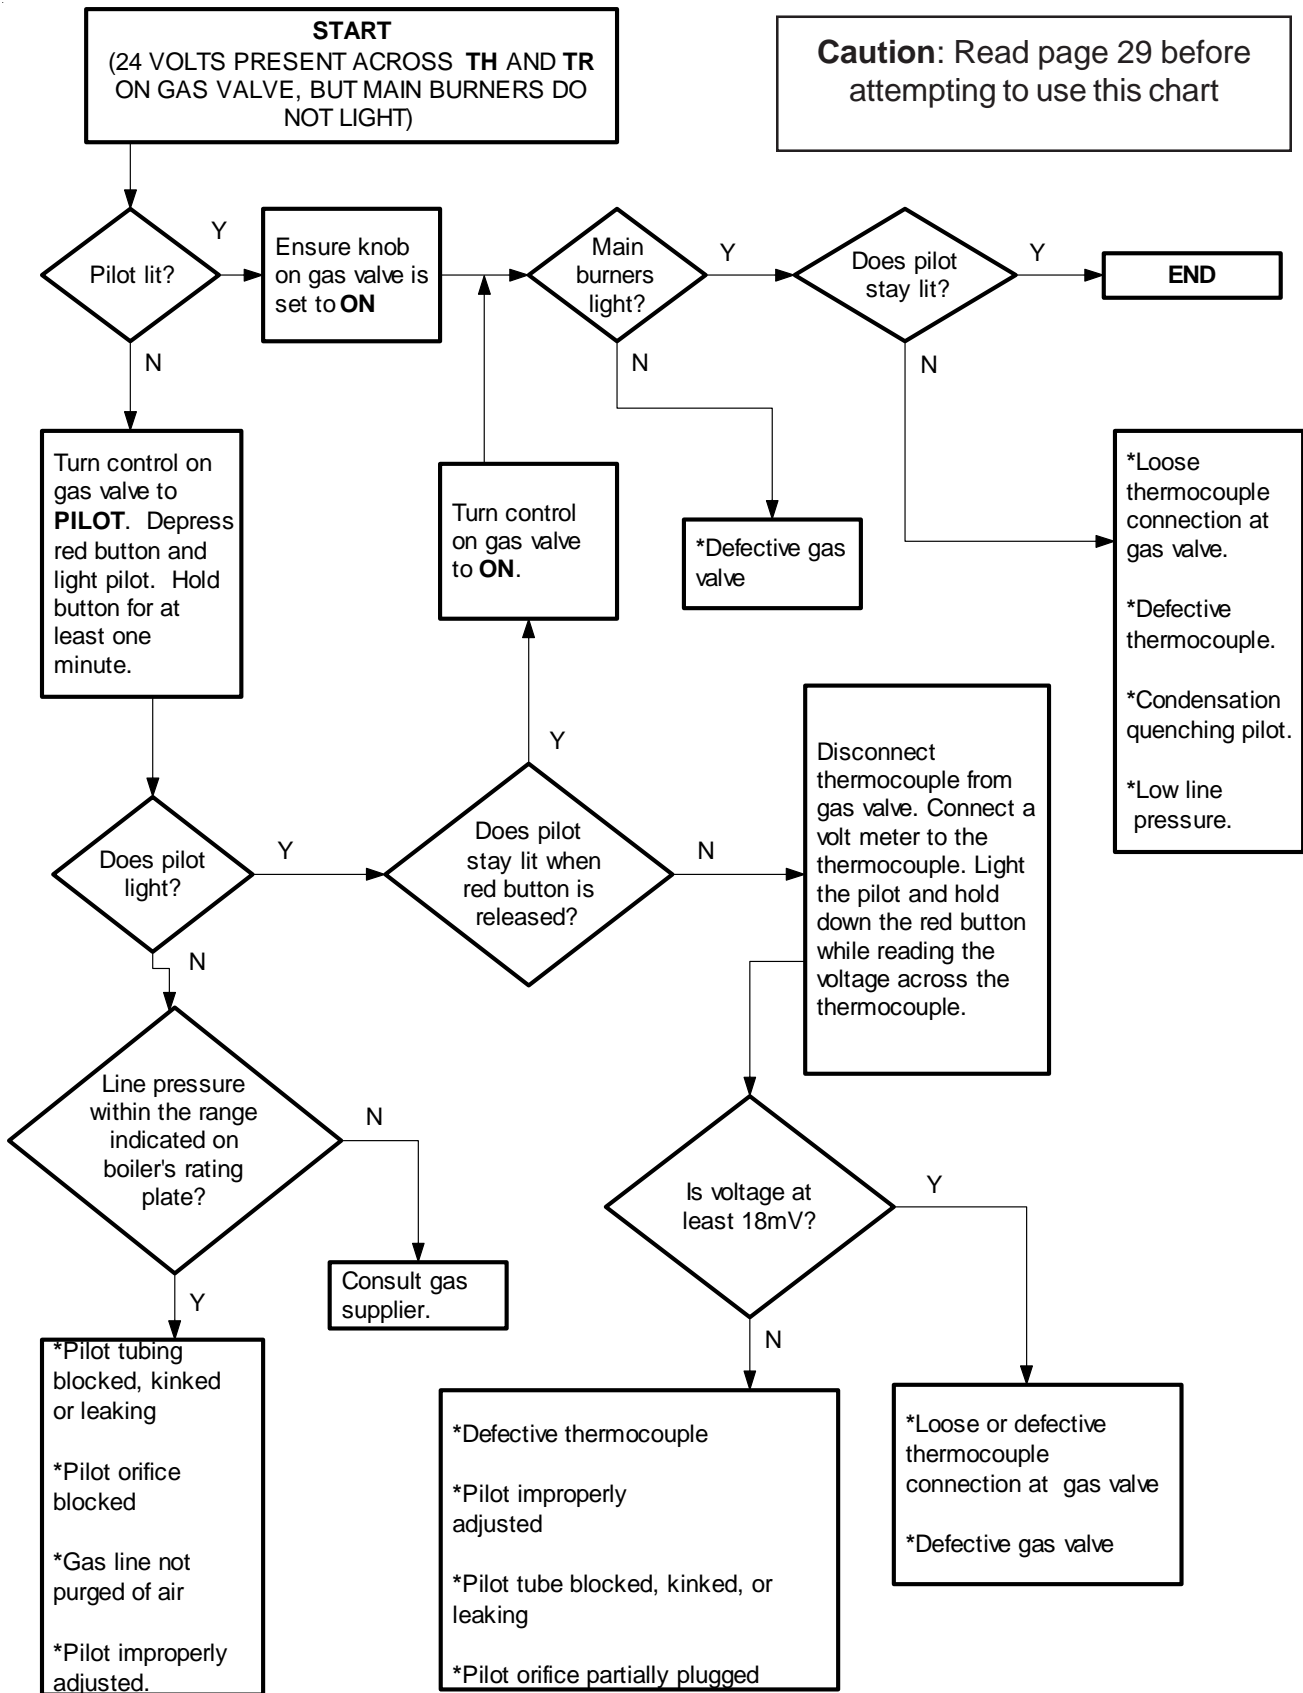 START
(24 VOLTS PRESENT ACROSS TH AND TR
ON GAS VALVE, BUT MAIN BURNERS DO
NOT LIGHT)
Caution: Read page 29 before
attempting to use this chart
Pilot lit?
Y
N
Ensure knob
on gas valve is
set to ON
Main
burners
light?
Y
N
Does pilot
stay lit?
Y
N
END
Turn control on
gas valve to
PILOT. Depress
red button and
light pilot. Hold
button for at
least one
minute.
Turn control
on gas valve
to ON.
*Defective gas
valve
*Loose
thermocouple
connection at
gas valve.
*Defective
thermocouple.
*Condensation
quenching pilot.
*Low line
pressure.
Does pilot
light?
Y
N
Does pilot
stay lit when
red button is
released?
Y
N
Disconnect
thermocouple from
gas valve. Connect a
volt meter to the
thermocouple. Light
the pilot and hold
down the red button
while reading the
voltage across the
thermocouple.
Line pressure
within the range
indicated on
boiler's rating
plate?
N
Y
Consult gas
supplier.
Is voltage at
least 18mV?
Y
N
*Pilot tubing
blocked, kinked
or leaking
*Pilot orifice
blocked
*Gas line not
purged of air
*Pilot improperly
adjusted.
*Defective thermocouple
*Pilot improperly
adjusted
*Pilot tube blocked, kinked, or
leaking
*Pilot orifice partially plugged
*Loose or defective
thermocouple
connection at gas valve
*Defective gas valve